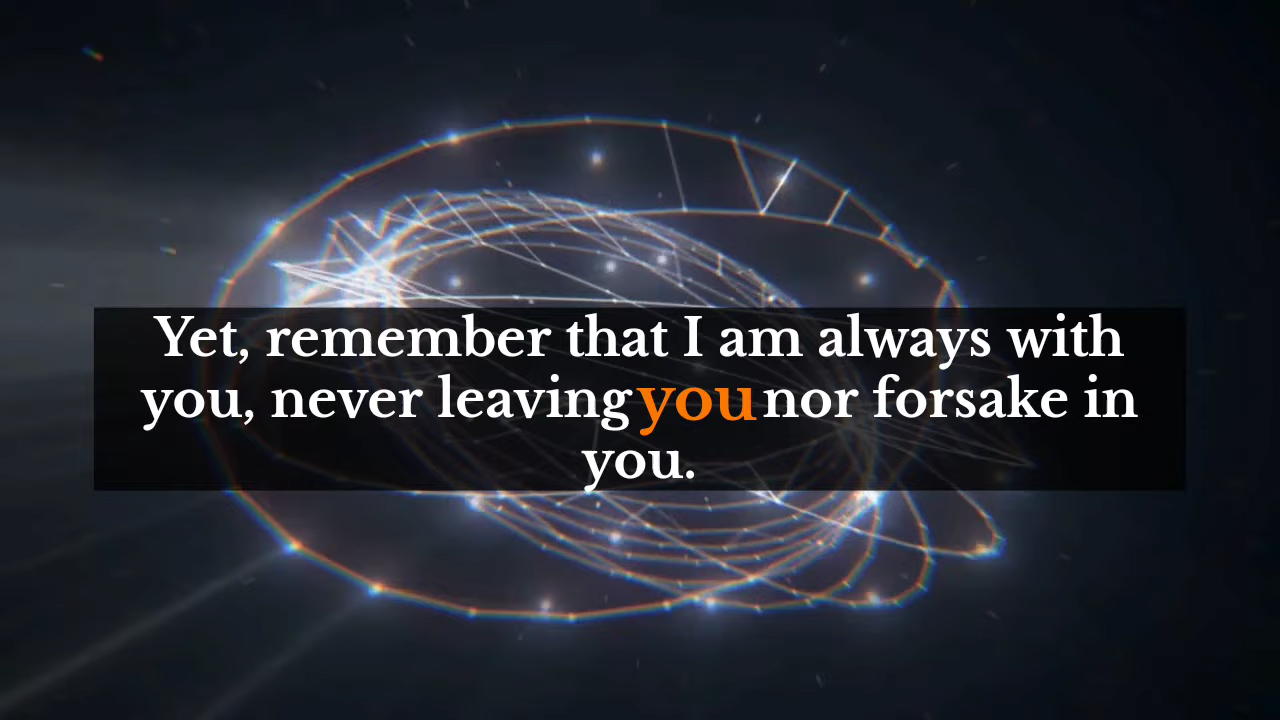 Yet, remember that I am always with
you, never leaving you nor forsake in
you.